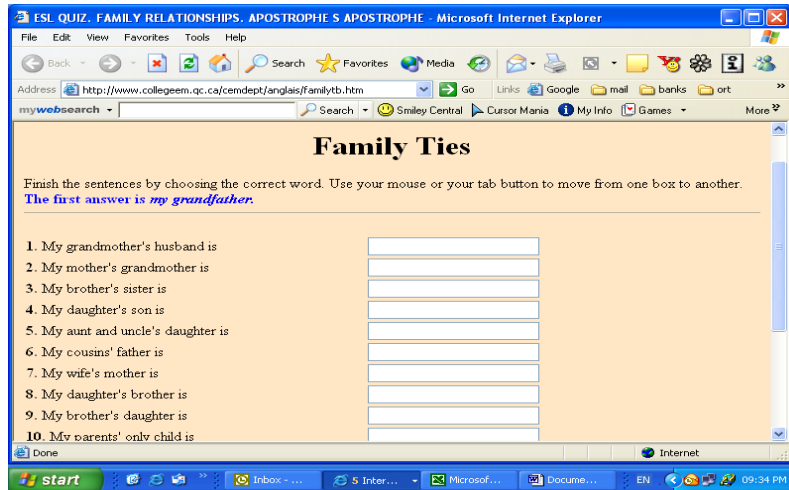 ESL QUIZ. FAMILY RELATIONSHIPS. APOSTROPHE S APOSTROPHE - Microsoft Internet Explorer
File Edit View Favorites Tools Help
Back Search Favorites Media
Address http://www.collegeem.qc.ca/cemdept/anglais/familytb.htm Go Links Google mail banks ort »
mywebsearch Search Smiley Central Cursor Mania My Info Games More
Family Ties
Finish the sentences by choosing the correct word. Use your mouse or your tab button to move from one box to another.
The first answer is my grandfather.
1. My grandmother's husband is
2. My mother's grandmother is
3. My brother's sister is
4. My daughter's son is
5. My aunt and uncle's daughter is
6. My cousins' father is
7. My wife's mother is
8. My daughter's brother is
9. My brother's daughter is
10. My parents' only child is
Done Internet
start » Inbox - ... 5 Inter... Microsof... Docume... EN 09:34 PM